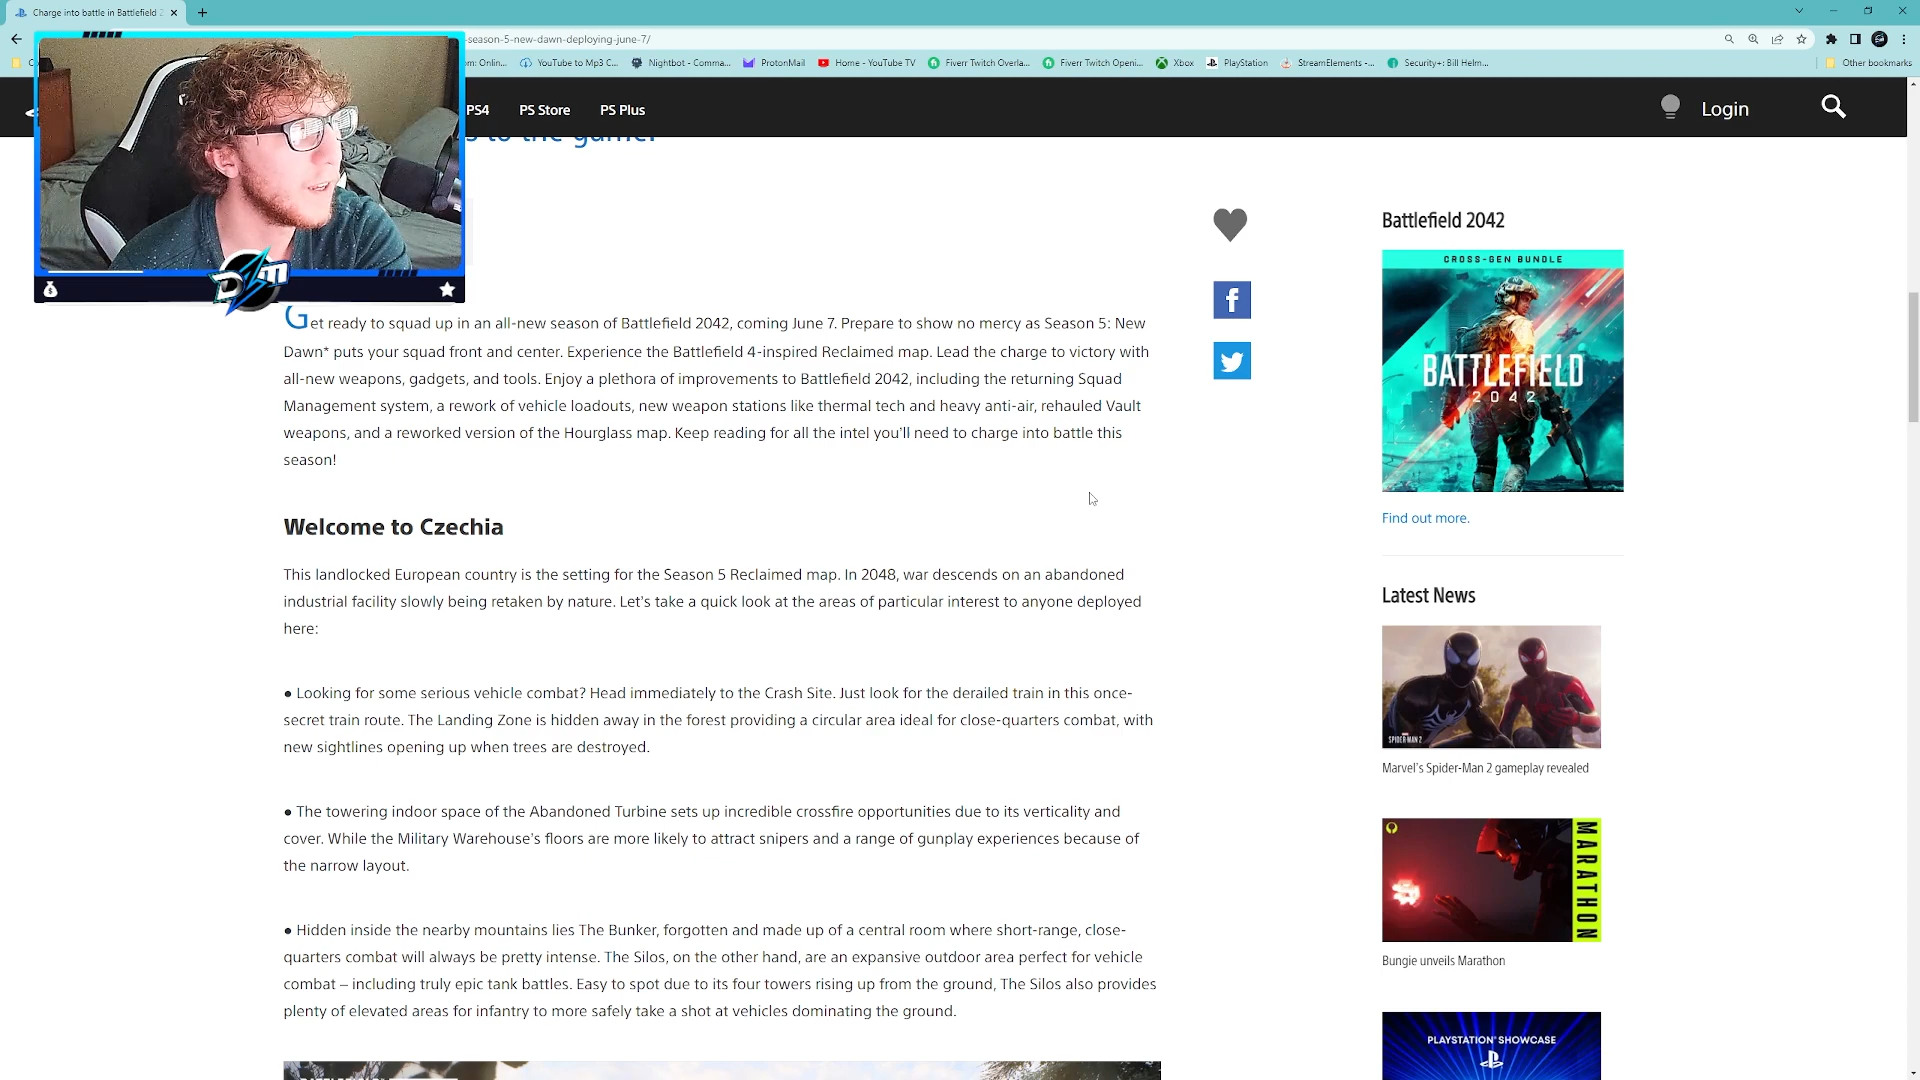 Charge into battle in Battlefield 2
-season-5-new-dawn-deploying-june-7/
om: Onlin...
YouTube to Mp3 C...
Nightbot - Comma...
ProtonMail
Home - YouTube TV
Fiverr Twitch Overla...
Fiverr Twitch Openi...
Xbox
PlayStation
StreamElements -...
Security+: Bill Helm...
Other bookmarks
PS4
PS Store
PS Plus
Login
s to the game.
Battlefield 2042
CROSS-GEN BUNDLE
BATTLEFIELD
2042
Find out more.
Get ready to squad up in an all-new season of Battlefield 2042, coming June 7. Prepare to show no mercy as Season 5: New
Dawn* puts your squad front and center. Experience the Battlefield 4-inspired Reclaimed map. Lead the charge to victory with
all-new weapons, gadgets, and tools. Enjoy a plethora of improvements to Battlefield 2042, including the returning Squad
Management system, a rework of vehicle loadouts, new weapon stations like thermal tech and heavy anti-air, rehauled Vault
weapons, and a reworked version of the Hourglass map. Keep reading for all the intel you'll need to charge into battle this
season!
Welcome to Czechia
This landlocked European country is the setting for the Season 5 Reclaimed map. In 2048, war descends on an abandoned
industrial facility slowly being retaken by nature. Let's take a quick look at the areas of particular interest to anyone deployed
here:
● Looking for some serious vehicle combat? Head immediately to the Crash Site. Just look for the derailed train in this once-
secret train route. The Landing Zone is hidden away in the forest providing a circular area ideal for close-quarters combat, with
new sightlines opening up when trees are destroyed.
● The towering indoor space of the Abandoned Turbine sets up incredible crossfire opportunities due to its verticality and
cover. While the Military Warehouse's floors are more likely to attract snipers and a range of gunplay experiences because of
the narrow layout.
● Hidden inside the nearby mountains lies The Bunker, forgotten and made up of a central room where short-range, close-
quarters combat will always be pretty intense. The Silos, on the other hand, are an expansive outdoor area perfect for vehicle
combat – including truly epic tank battles. Easy to spot due to its four towers rising up from the ground, The Silos also provides
plenty of elevated areas for infantry to more safely take a shot at vehicles dominating the ground.
Latest News
SPIDER-MAN 2
Marvel's Spider-Man 2 gameplay revealed
MARATHON
Bungie unveils Marathon
PLAYSTATION SHOWCASE